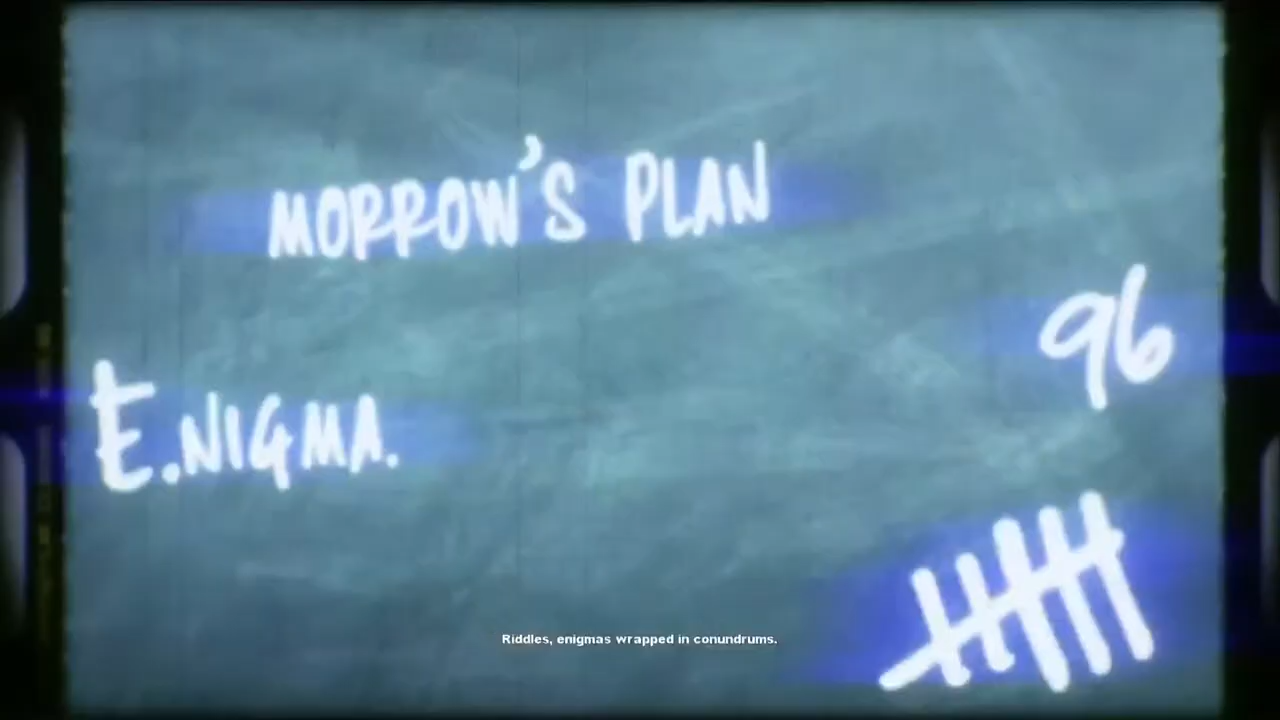 MORROW'S PLAN
96
E.NIGMA.
Riddles, enigmas wrapped in conundrums.